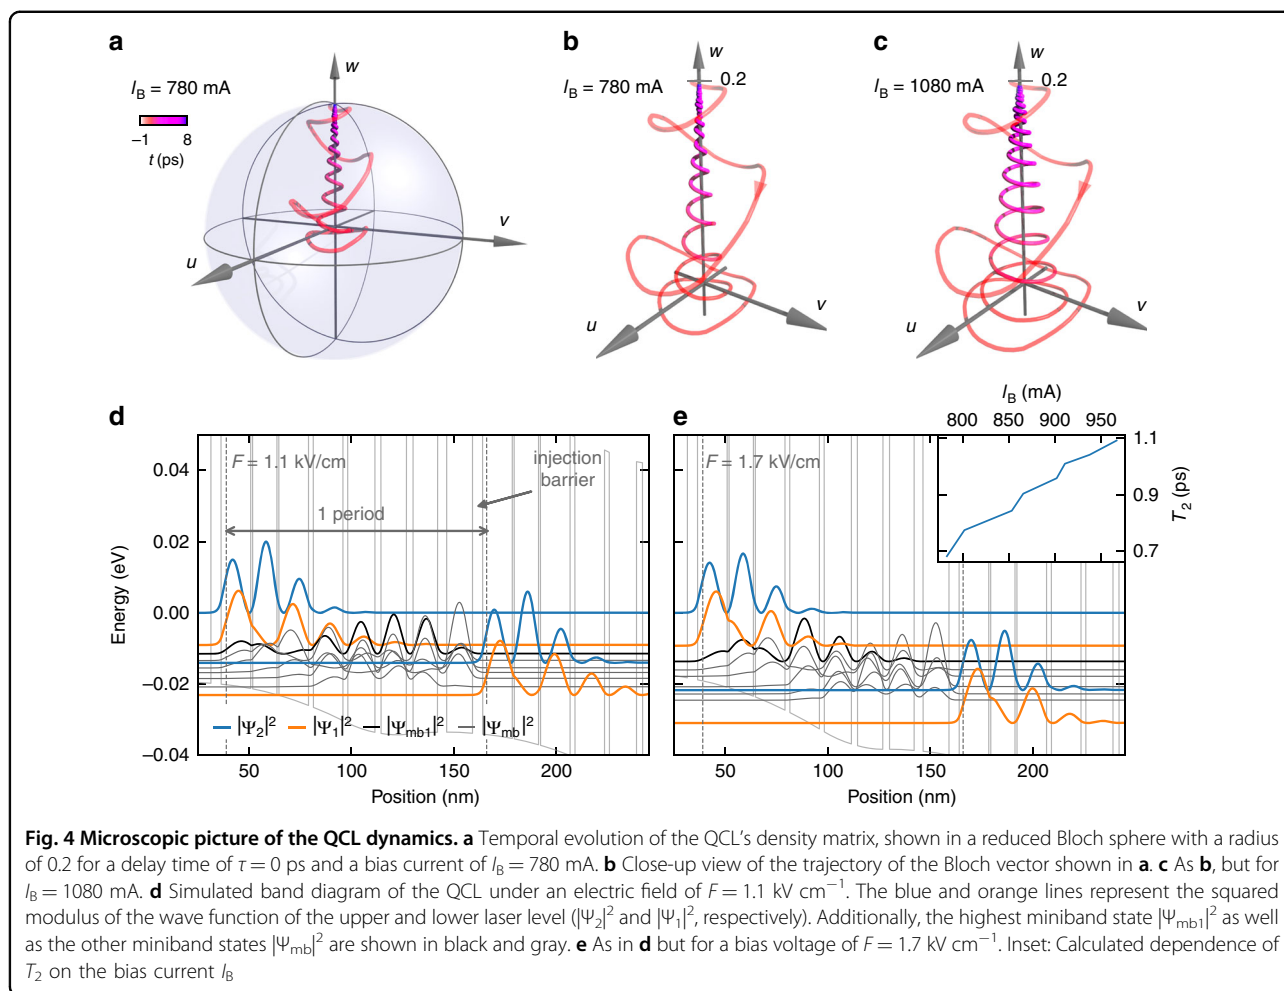 a
I_B = 780 mA
−1 8
t (ps)
w
v
u
b
I_B = 780 mA
w
0.2
v
u
c
I_B = 1080 mA
w
0.2
v
u
d
F = 1.1 kV/cm
injection
barrier
1 period
0.04
0.02
0.00
−0.02
−0.04
Energy (eV)
|Ψ₂|² |Ψ₁|² |Ψ_mb1|² |Ψ_mb|²
50 100 150 200
Position (nm)
e
F = 1.7 kV/cm
I_B (mA)
800 850 900 950
1.1
0.9
0.7
T₂ (ps)
50 100 150 200
Position (nm)
Fig. 4 Microscopic picture of the QCL dynamics. a Temporal evolution of the QCL's density matrix, shown in a reduced Bloch sphere with a radius
of 0.2 for a delay time of τ = 0 ps and a bias current of I_B = 780 mA. b Close-up view of the trajectory of the Bloch vector shown in a. c As b, but for
I_B = 1080 mA. d Simulated band diagram of the QCL under an electric field of F = 1.1 kV cm⁻¹. The blue and orange lines represent the squared
modulus of the wave function of the upper and lower laser level (|Ψ₂|² and |Ψ₁|², respectively). Additionally, the highest miniband state |Ψ_mb1|² as well
as the other miniband states |Ψ_mb|² are shown in black and gray. e As in d but for a bias voltage of F = 1.7 kV cm⁻¹. Inset: Calculated dependence of
T₂ on the bias current I_B